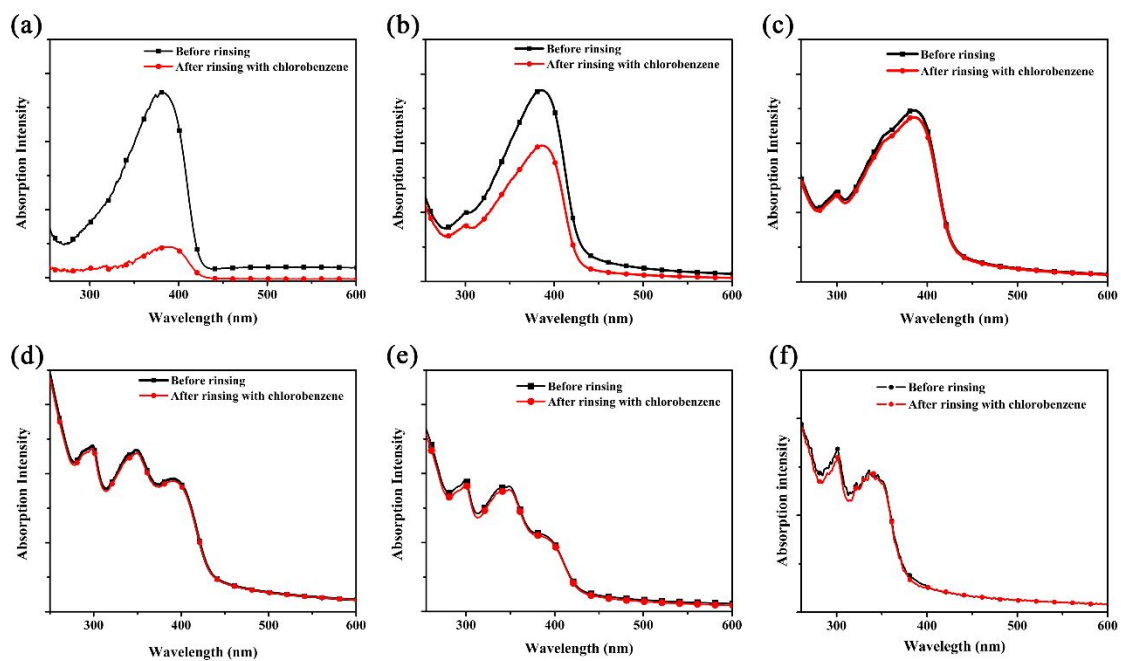 (a)
Before rinsing
After rinsing with chlorobenzene
Absorption Intensity
300 400 500 600
Wavelength (nm)
(b)
Before rinsing
After rinsing with chlorobenzene
Absorption Intensity
300 400 500 600
Wavelength (nm)
(c)
Before rinsing
After rinsing with chlorobenzene
Absorption Intensity
300 400 500 600
Wavelength (nm)
(d)
Before rinsing
After rinsing with chlorobenzene
Absorption Intensity
300 400 500 600
Wavelength (nm)
(e)
Before rinsing
After rinsing with chlorobenzene
Absorption Intensity
300 400 500 600
Wavelength (nm)
(f)
Before rinsing
After rinsing with chlorobenzene
Absorption intensity
300 400 500 600
Wavelegth (nm)